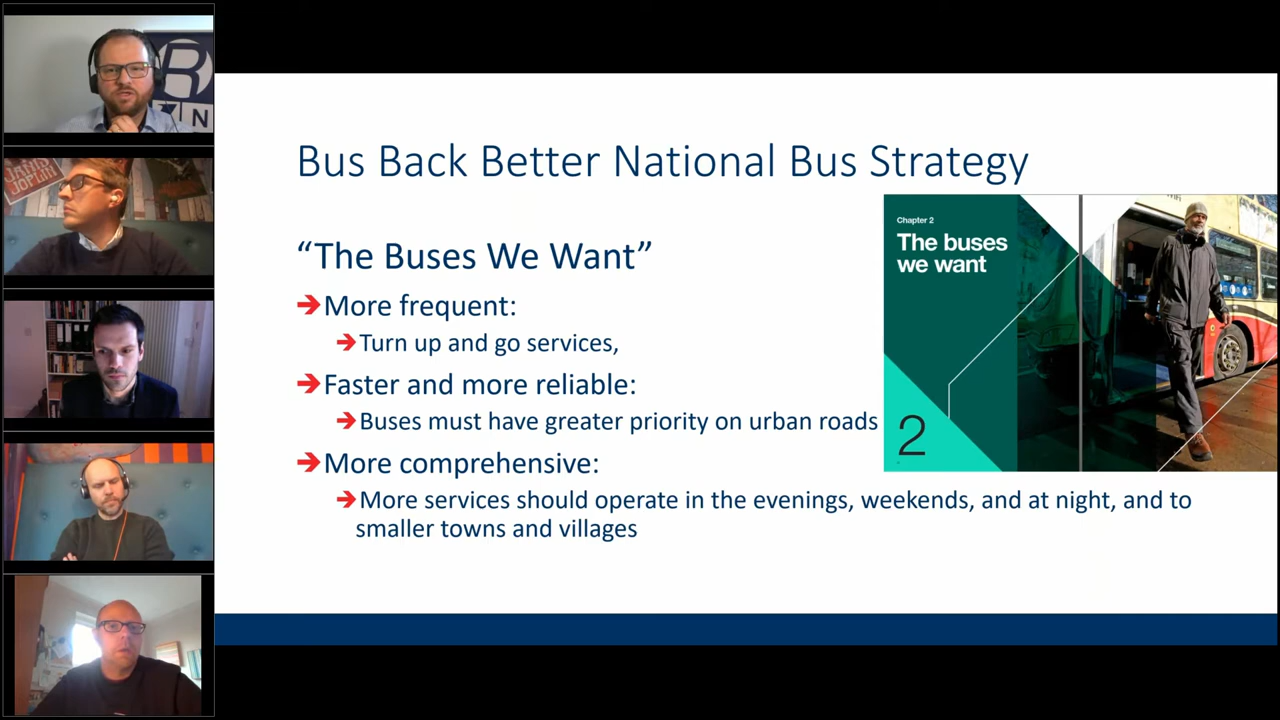 R
N
JANIS
JOPLIN
Bus Back Better National Bus Strategy
“The Buses We Want”
➔More frequent:
➔Turn up and go services,
➔Faster and more reliable:
➔Buses must have greater priority on urban roads
➔More comprehensive:
➔More services should operate in the evenings, weekends, and at night, and to
smaller towns and villages
Chapter 2
The buses
we want
2